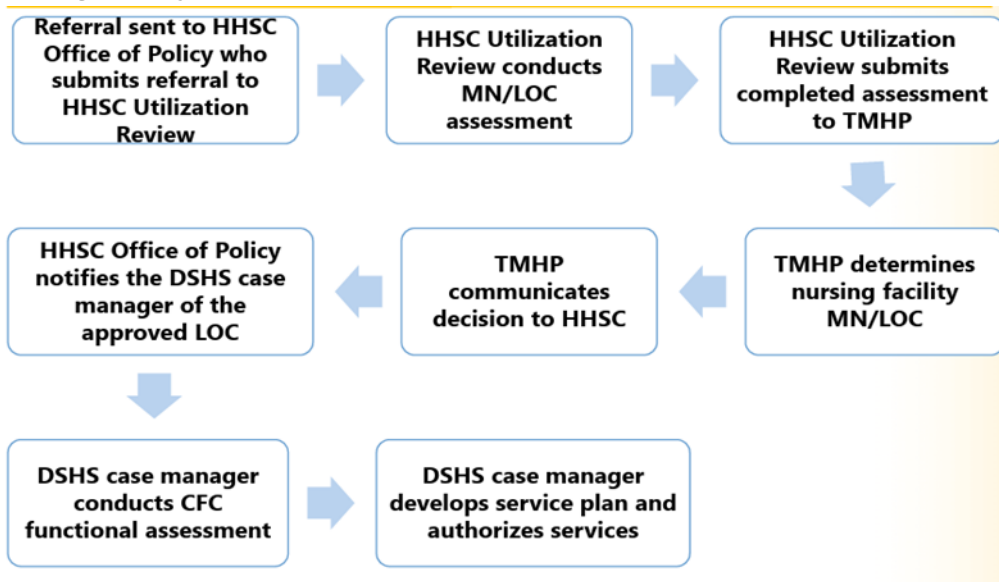 Referral sent to HHSC
Office of Policy who
submits referral to
HHSC Utilization
Review
HHSC Utilization
Review conducts
MN/LOC
assessment
HHSC Utilization
Review submits
completed assessment
to TMHP
TMHP determines
nursing facility
MN/LOC
TMHP
communicates
decision to HHSC
HHSC Office of Policy
notifies the DSHS case
manager of the
approved LOC
DSHS case manager
conducts CFC
functional assessment
DSHS case manager
develops service plan and
authorizes services